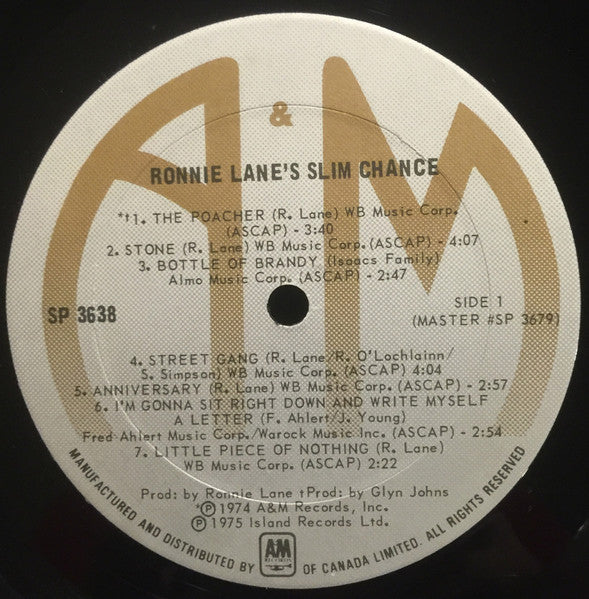 A & M
RONNIE LANE'S SLIM CHANCE
*†1. THE POACHER (R. Lane) WB Music Corp.
(ASCAP) - 3:40
2. STONE (R. Lane) WB Music Corp. (ASCAP) - 4:07
3. BOTTLE OF BRANDY (Isaacs Family)
Almo Music Corp. (ASCAP) - 2:47
SP 3638
SIDE 1
(MASTER #SP 3679)
4. STREET GANG (R. Lane/R. O'Lochlainn/
S. Simpson) WB Music Corp. (ASCAP) 4:04
5. ANNIVERSARY (R. Lane) WB Music Corp. (ASCAP) - 2:57
6. I'M GONNA SIT RIGHT DOWN AND WRITE MYSELF
A LETTER (F. Ahlert/J. Young)
Fred Ahlert Music Corp./Warock Music Inc. (ASCAP) - 2:54
7. LITTLE PIECE OF NOTHING (R. Lane)
WB Music Corp. (ASCAP) 2:22
Prod: by Ronnie Lane †Prod: by Glyn Johns
*℗ 1974 A&M Records, Inc.
℗ 1975 Island Records Ltd.
MANUFACTURED AND DISTRIBUTED BY A&M RECORDS OF CANADA LIMITED. ALL RIGHTS RESERVED